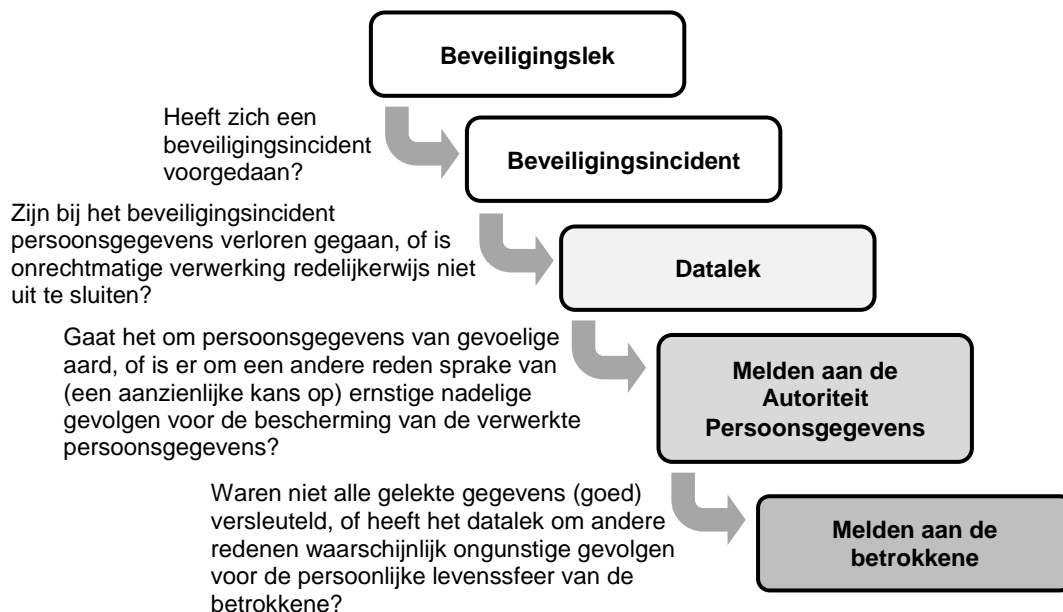 Beveiligingslek
Heeft zich een
beveiligingsincident
voorgedaan?
Beveiligingsincident
Zijn bij het beveiligingsincident
persoonsgegevens verloren gegaan, of is
onrechtmatige verwerking redelijkerwijs niet
uit te sluiten?
Datalek
Gaat het om persoonsgegevens van gevoelige
aard, of is er om een andere reden sprake van
(een aanzienlijke kans op) ernstige nadelige
gevolgen voor de bescherming van de verwerkte
persoonsgegevens?
Melden aan de
Autoriteit
Persoonsgegevens
Waren niet alle gelekte gegevens (goed)
versleuteld, of heeft het datalek om andere
redenen waarschijnlijk ongunstige gevolgen
voor de persoonlijke levenssfeer van de
betrokkene?
Melden aan de
betrokkene